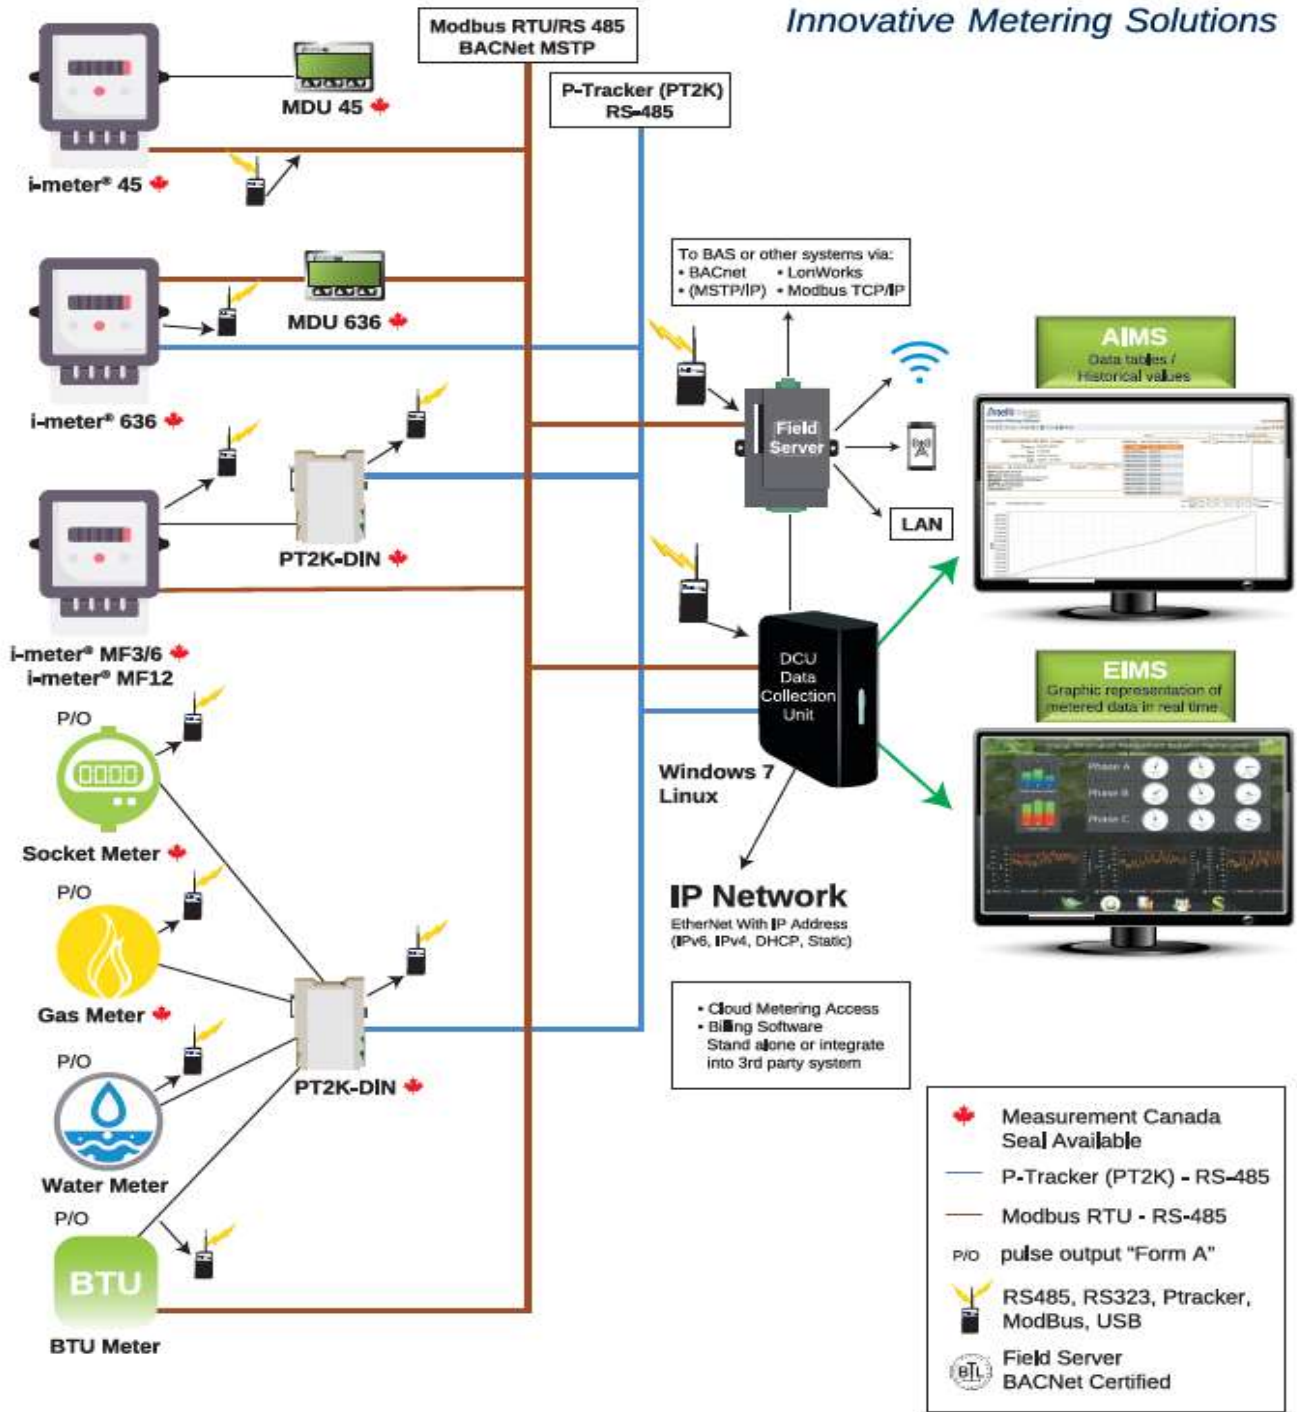 Innovative Metering Solutions
Modbus RTU/RS 485
BACNet MSTP
P-Tracker (PT2K)
RS-485
MDU 45
i-meter® 45
MDU 636
i-meter® 636
PT2K-DIN
i-meter® MF3/6
i-meter® MF12
P/O
Socket Meter
P/O
Gas Meter
P/O
Water Meter
PT2K-DIN
P/O
BTU
BTU Meter
To BAS or other systems via:
• BACnet • LonWorks
• (MSTP/IP) • Modbus TCP/IP
Field
Server
LAN
DCU
Data
Collection
Unit
Windows 7
Linux
IP Network
EtherNet With IP Address
(IPv6, IPv4, DHCP, Static)
• Cloud Metering Access
• Billing Software
Stand alone or integrate
into 3rd party system
AIMS
Data tables /
Historical values
EIMS
Graphic representation of
metered data in real time
Phase A
Phase B
Phase C
Measurement Canada
Seal Available
P-Tracker (PT2K) - RS-485
Modbus RTU - RS-485
P/O pulse output "Form A"
RS485, RS323, Ptracker,
ModBus, USB
BTL
Field Server
BACNet Certified